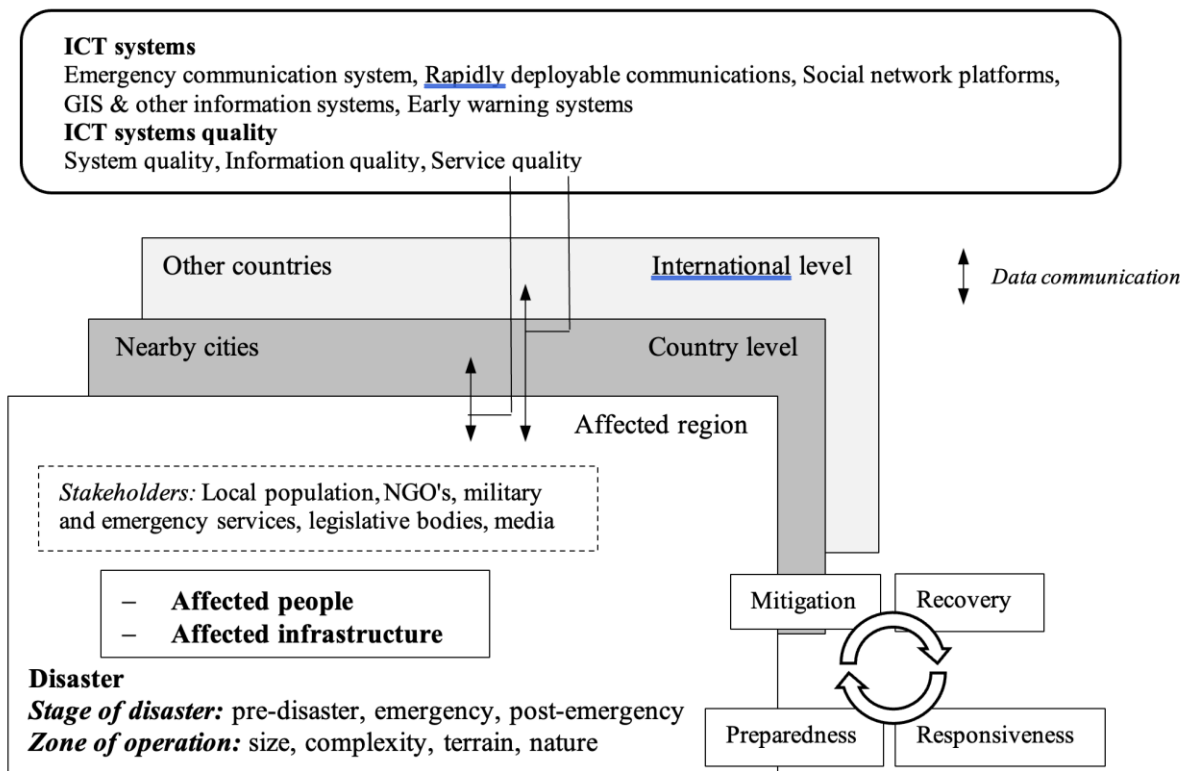 ICT systems
Emergency communication system, Rapidly deployable communications, Social network platforms,
GIS & other information systems, Early warning systems
ICT systems quality
System quality, Information quality, Service quality
Other countries
International level
Data communication
Nearby cities
Country level
Affected region
Stakeholders: Local population, NGO's, military
and emergency services, legislative bodies, media
– Affected people
– Affected infrastructure
Mitigation
Recovery
Disaster
Stage of disaster: pre-disaster, emergency, post-emergency
Zone of operation: size, complexity, terrain, nature
Preparedness
Responsiveness